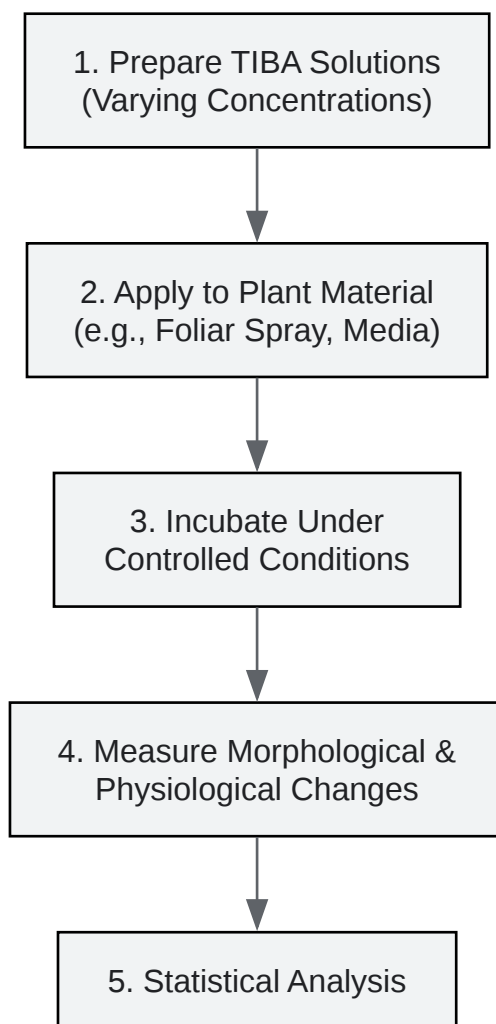 1. Prepare TIBA Solutions
(Varying Concentrations)
2. Apply to Plant Material
(e.g., Foliar Spray, Media)
3. Incubate Under
Controlled Conditions
4. Measure Morphological &
Physiological Changes
5. Statistical Analysis